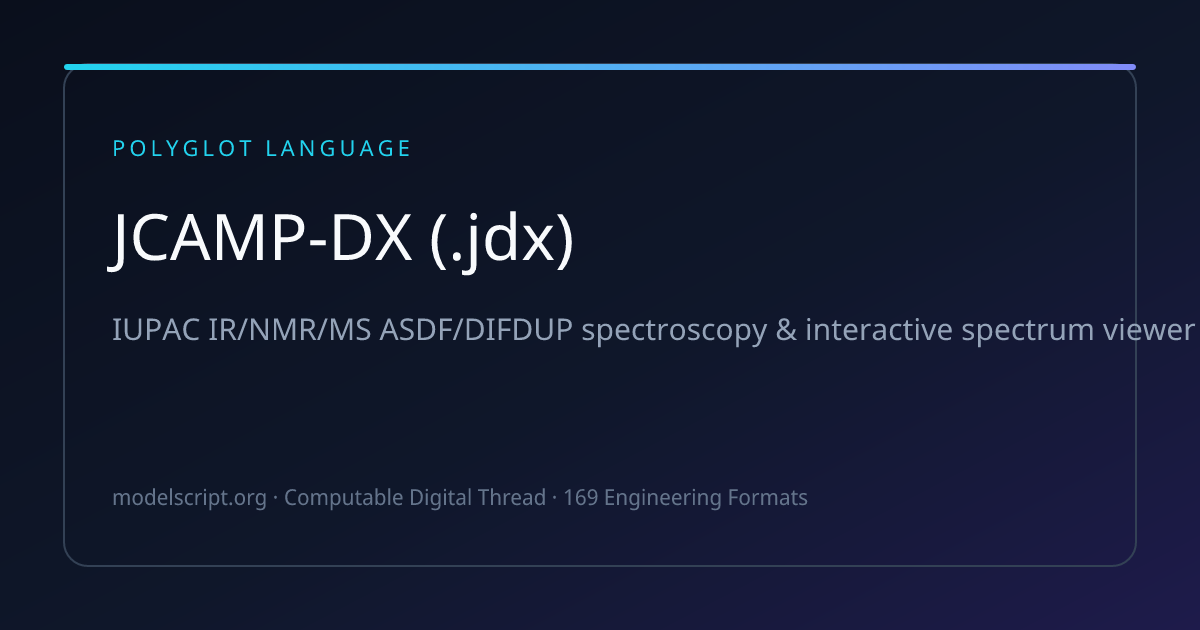 POLYGLOT LANGUAGE
JCAMP-DX (.jdx)
IUPAC IR/NMR/MS ASDF/DIFDUP spectroscopy & interactive spectrum viewer
modelscript.org · Computable Digital Thread · 169 Engineering Formats